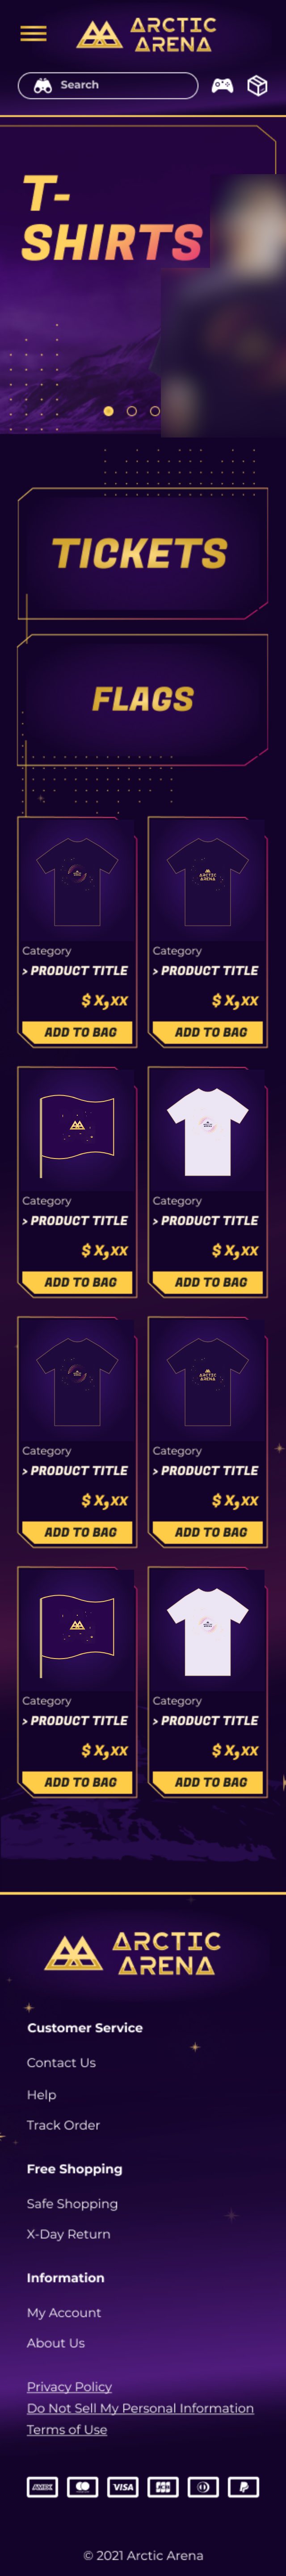 ARCTIC
ARENA
Search
T-
SHIRTS
TICKETS
FLAGS
Category
> PRODUCT TITLE
$ X,XX
ADD TO BAG
Category
> PRODUCT TITLE
$ X,XX
ADD TO BAG
Category
> PRODUCT TITLE
$ X,XX
ADD TO BAG
Category
> PRODUCT TITLE
$ X,XX
ADD TO BAG
Category
> PRODUCT TITLE
$ X,XX
ADD TO BAG
Category
> PRODUCT TITLE
$ X,XX
ADD TO BAG
Category
> PRODUCT TITLE
$ X,XX
ADD TO BAG
Category
> PRODUCT TITLE
$ X,XX
ADD TO BAG
ARCTIC
ARENA
Customer Service
Contact Us
Help
Track Order
Free Shopping
Safe Shopping
X-Day Return
Information
My Account
About Us
Privacy Policy
Do Not Sell My Personal Information
Terms of Use
VISA
© 2021 Arctic Arena